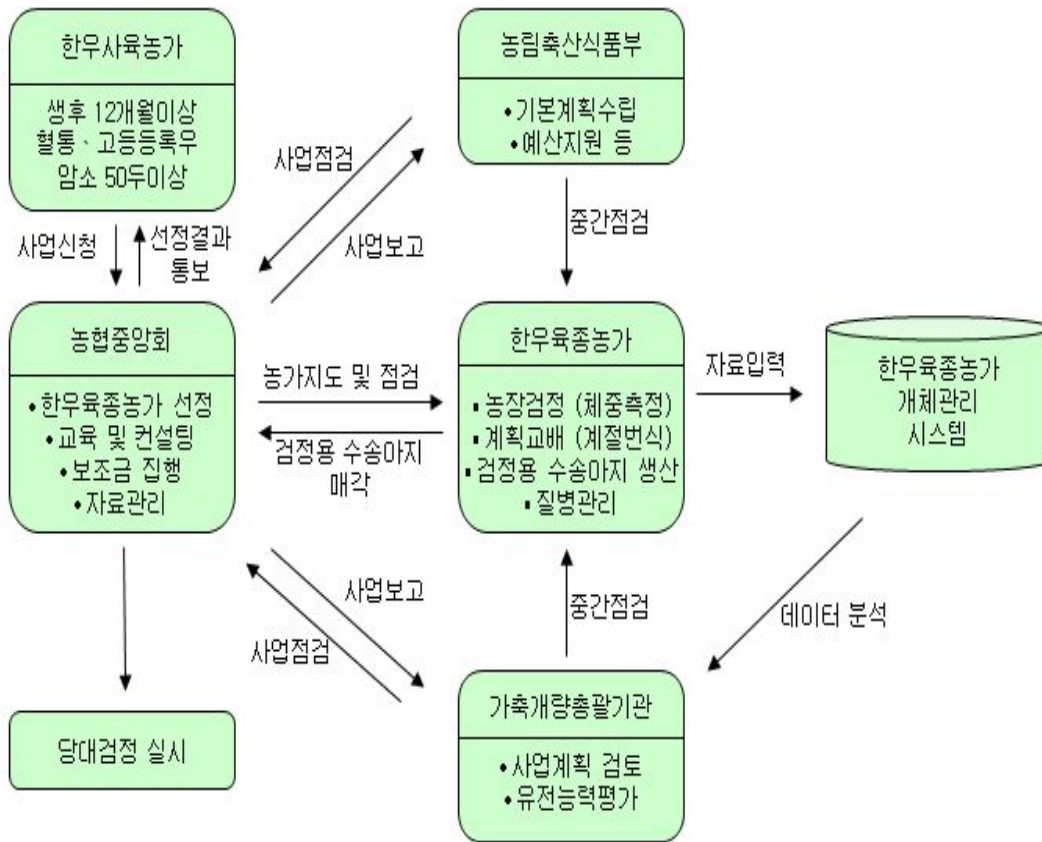 한우사육농가
생후 12개월이상
혈통、고등등록우
암소 50두이상
농림축산식품부
•기본계획수립
•예산지원 등
사업점검
사업보고
중간점검
사업신청
선정결과
통보
농협중앙회
•한우육종농가 선정
•교육 및 컨설팅
•보조금 집행
•자료관리
농가지도 및 점검
검정용 수송아지
매각
한우육종농가
▪농장검정 (체중측정)
▪계획교배 (계절번식)
▪검정용 수송아지 생산
▪질병관리
자료입력
한우육종농가
개체관리
시스템
사업보고
사업점검
중간점검
데이터 분석
당대검정 실시
가축개량총괄기관
•사업계획 검토
•유전능력평가